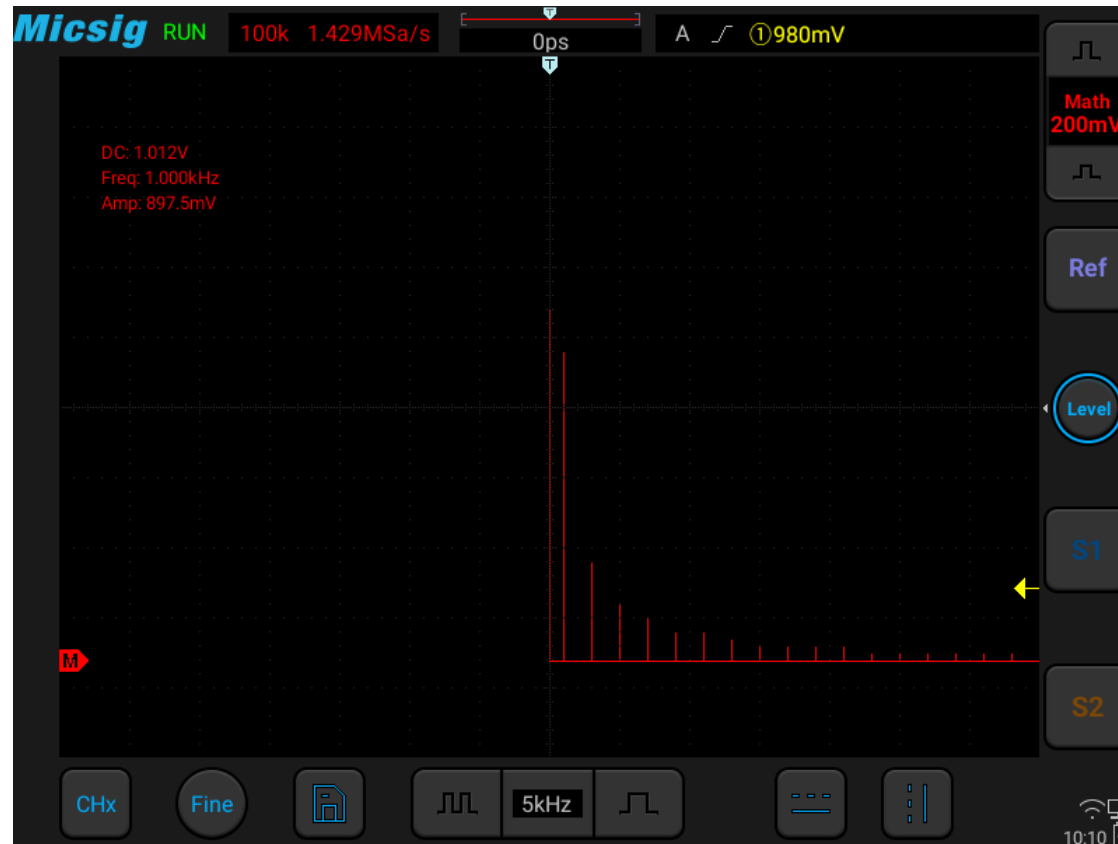 Micsig RUN 100k 1.429MSa/s T 0ps A ①980mV
T
Math
200mV
DC: 1.012V
Freq: 1.000kHz
Amp: 897.5mV
Ref
Level
S1
M
S2
CHx Fine 5kHz
10:10